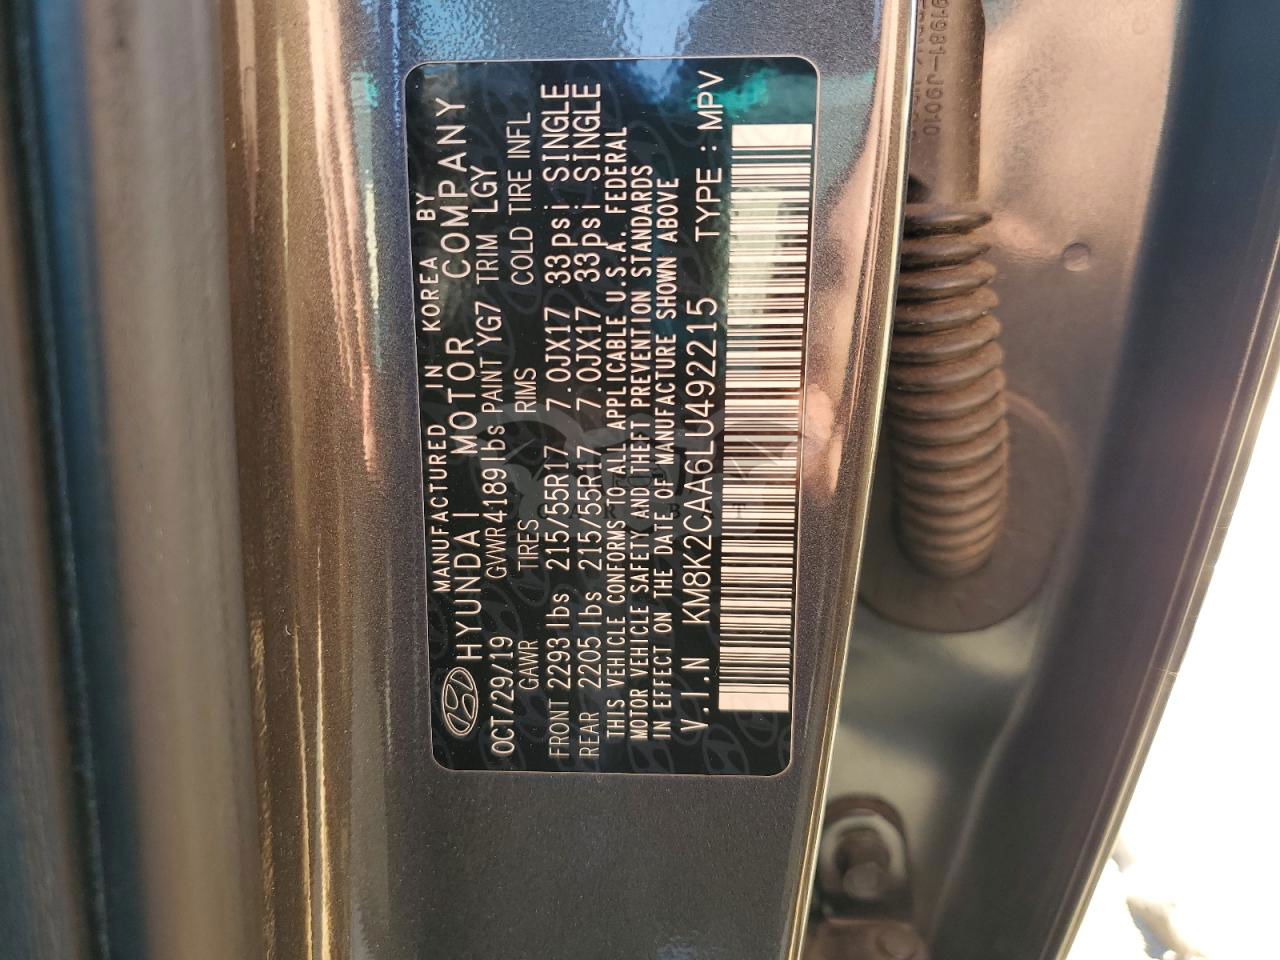 MANUFACTURED IN KOREA BY
HYUNDAI MOTOR COMPANY
OCT/29/19 GVWR 4189 lbs PAINT YG7 TRIM LGY
GAWR TIRES RIMS COLD TIRE INFL
FRONT 2293 lbs 215/55R17 7.0JX17 33psi SINGLE
REAR 2205 lbs 215/55R17 7.0JX17 33psi SINGLE
THIS VEHICLE CONFORMS TO ALL APPLICABLE U.S.A. FEDERAL
MOTOR VEHICLE SAFETY AND THEFT PREVENTION STANDARDS
IN EFFECT ON THE DATE OF MANUFACTURE SHOWN ABOVE
V.I.N KM8K2CAA6LU492215 TYPE : MPV
91981-J9010